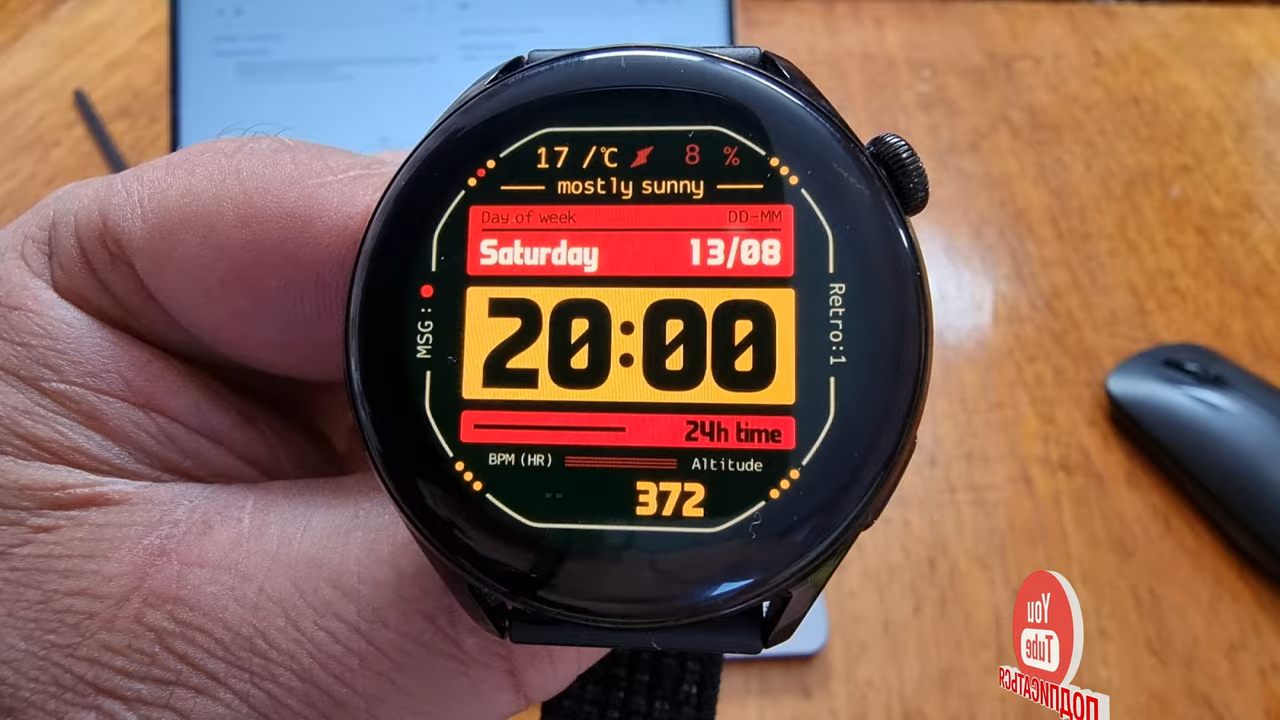 17 /°C 8 %
mostly sunny
Day of week DD-MM
Saturday 13/08
MSG :
20:00
Retro:1
24h time
BPM (HR) Altitude
372
You
Tube
ПОДПИСАТЬСЯ